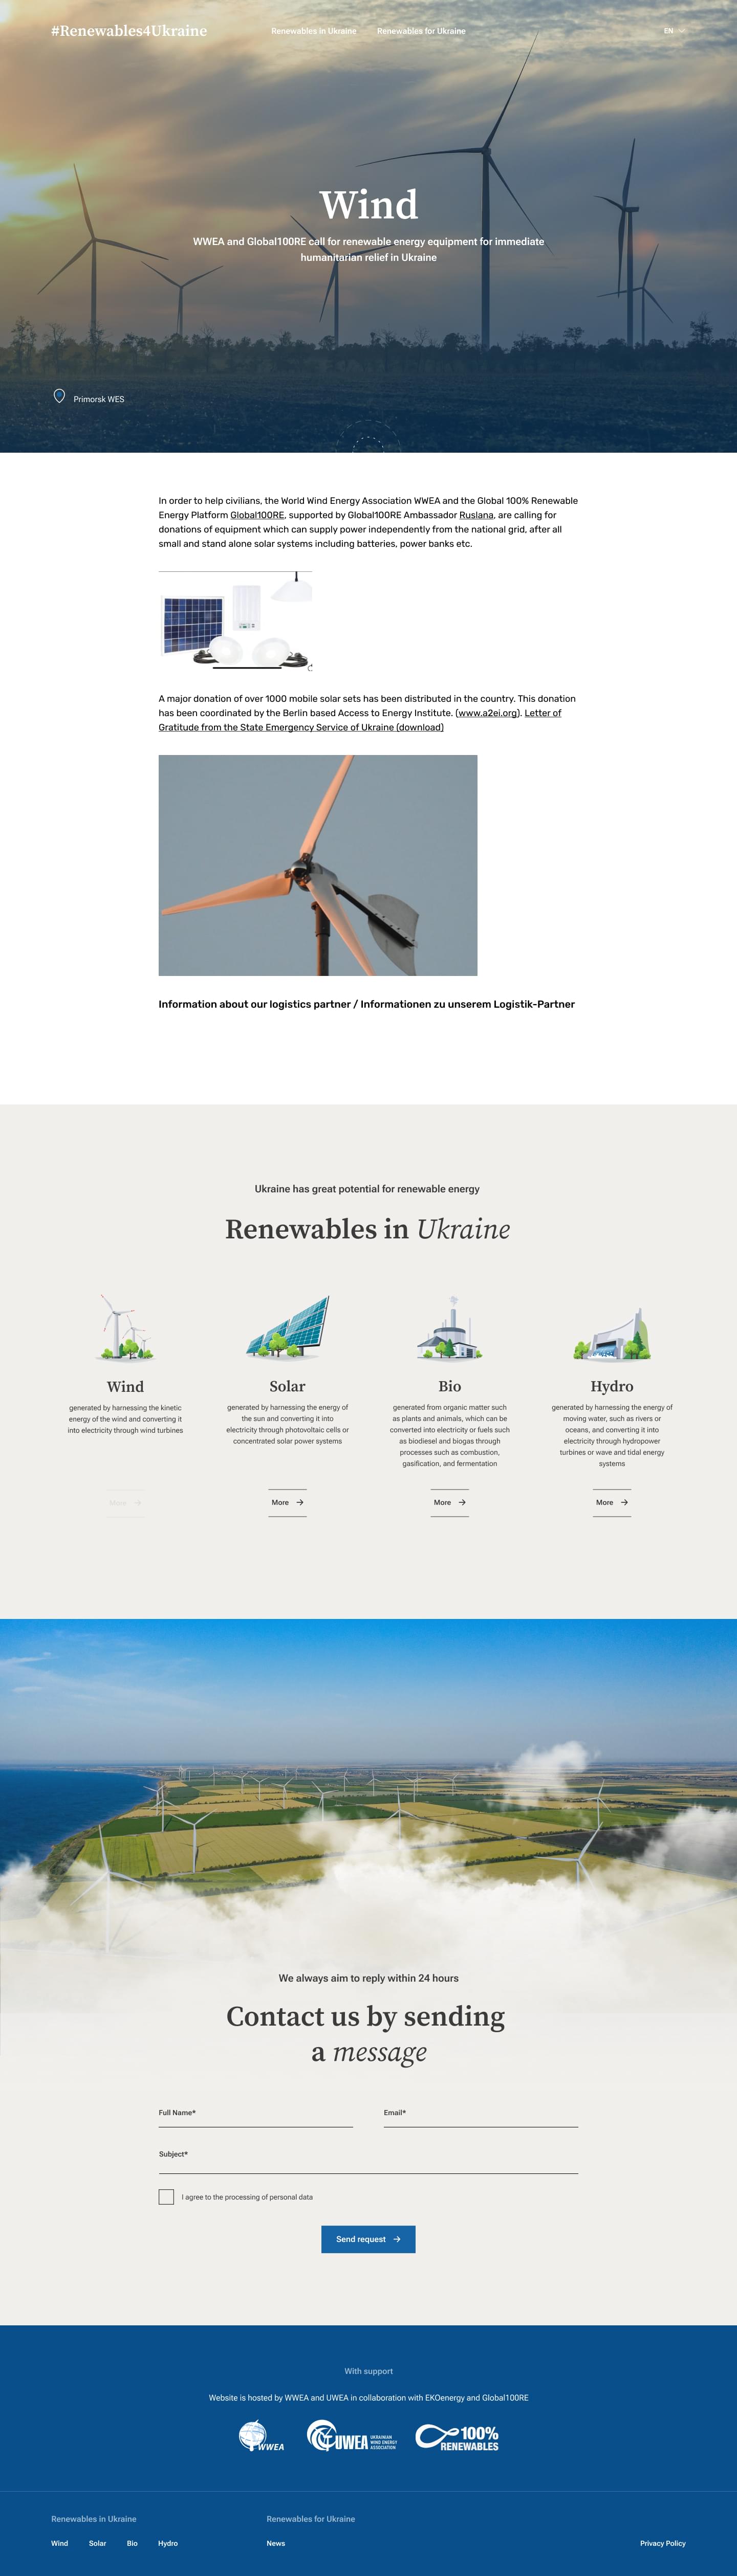 #Renewables4Ukraine
Renewables in Ukraine
Renewables for Ukraine
EN
Wind
WWEA and Global100RE call for renewable energy equipment for immediate
humanitarian relief in Ukraine
Primorsk WES
In order to help civilians, the World Wind Energy Association WWEA and the Global 100% Renewable
Energy Platform Global100RE, supported by Global100RE Ambassador Ruslana, are calling for
donations of equipment which can supply power independently from the national grid, after all
small and stand alone solar systems including batteries, power banks etc.
A major donation of over 1000 mobile solar sets has been distributed in the country. This donation
has been coordinated by the Berlin based Access to Energy Institute. (www.a2ei.org). Letter of
Gratitude from the State Emergency Service of Ukraine (download)
Information about our logistics partner / Informationen zu unserem Logistik-Partner
Ukraine has great potential for renewable energy
Renewables in Ukraine
Wind
generated by harnessing the kinetic
energy of the wind and converting it
into electricity through wind turbines
More
Solar
generated by harnessing the energy of
the sun and converting it into
electricity through photovoltaic cells or
concentrated solar power systems
More
Bio
generated from organic matter such
as plants and animals, which can be
converted into electricity or fuels such
as biodiesel and biogas through
processes such as combustion,
gasification, and fermentation
More
Hydro
generated by harnessing the energy of
moving water, such as rivers or
oceans, and converting it into
electricity through hydropower
turbines or wave and tidal energy
systems
More
We always aim to reply within 24 hours
Contact us by sending
a message
Full Name*
Email*
Subject*
I agree to the processing of personal data
Send request
With support
Website is hosted by WWEA and UWEA in collaboration with EKOenergy and Global100RE
WWEA
UWEA
UKRAINIAN
WIND ENERGY
ASSOCIATION
100%
RENEWABLES
Renewables in Ukraine
Renewables for Ukraine
Wind
Solar
Bio
Hydro
News
Privacy Policy